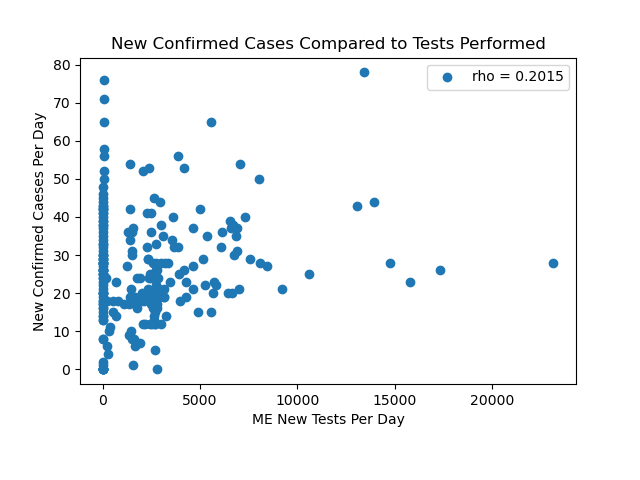 New Confirmed Cases Compared to Tests Performed
rho = 0.2015
80
70
60
50
40
30
20
10
0
New Confirmed Caeses Per Day
0 5000 10000 15000 20000
ME New Tests Per Day